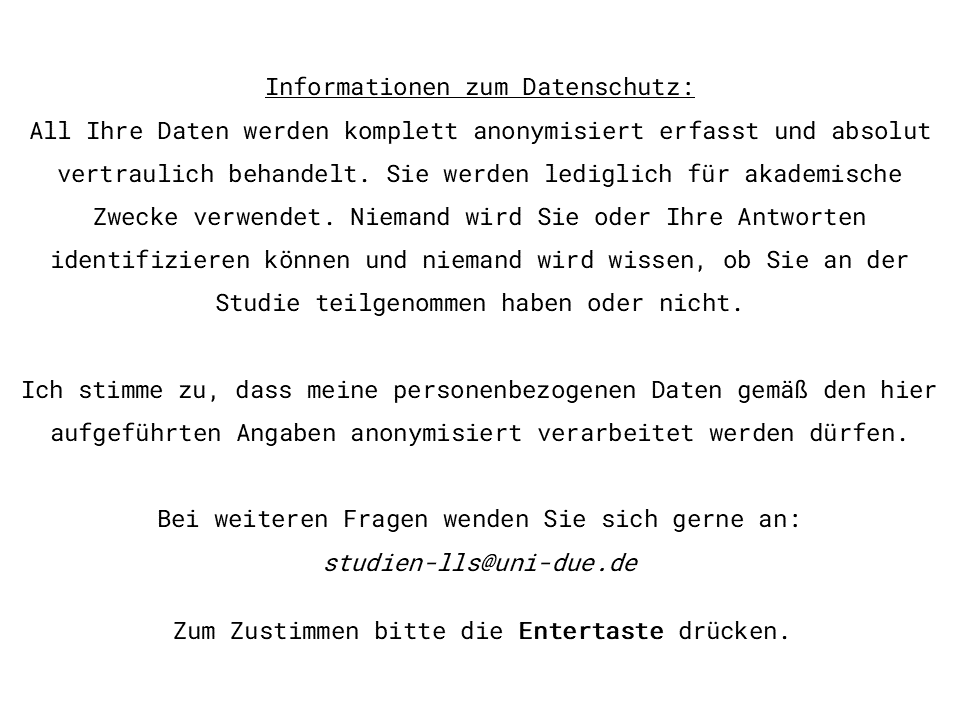 Informationen zum Datenschutz:
All Ihre Daten werden komplett anonymisiert erfasst und absolut
vertraulich behandelt. Sie werden lediglich für akademische
Zwecke verwendet. Niemand wird Sie oder Ihre Antworten
identifizieren können und niemand wird wissen, ob Sie an der
Studie teilgenommen haben oder nicht.
Ich stimme zu, dass meine personenbezogenen Daten gemäß den hier
aufgeführten Angaben anonymisiert verarbeitet werden dürfen.
Bei weiteren Fragen wenden Sie sich gerne an:
studien-lls@uni-due.de
Zum Zustimmen bitte die Entertaste drücken.